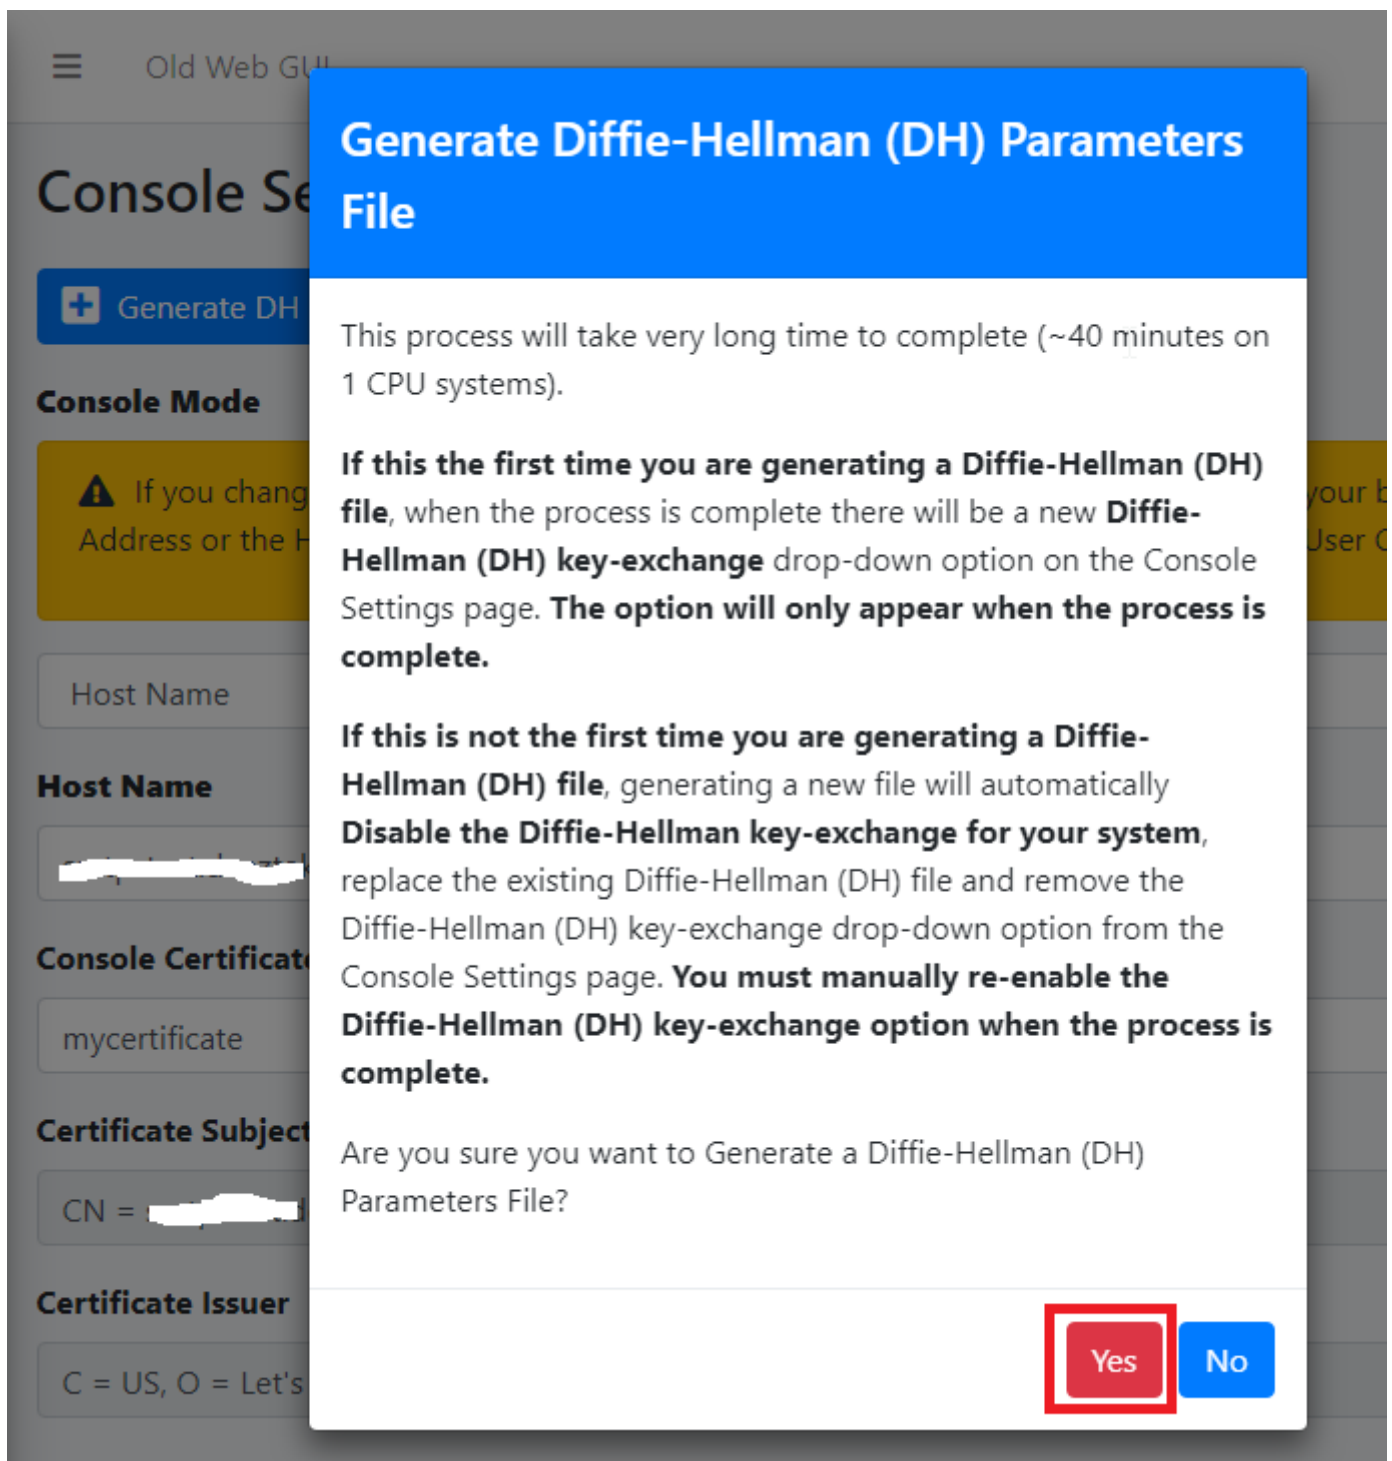 Old Web GUI
Console Se
Generate DH
Console Mode
If you chang
Address or the H
your b
User C
Host Name
Host Name
Console Certificate
mycertificate
Certificate Subject
CN =
Certificate Issuer
C = US, O = Let's
Generate Diffie-Hellman (DH) Parameters
File
This process will take very long time to complete (~40 minutes on
1 CPU systems).
If this the first time you are generating a Diffie-Hellman (DH)
file, when the process is complete there will be a new Diffie-
Hellman (DH) key-exchange drop-down option on the Console
Settings page. The option will only appear when the process is
complete.
If this is not the first time you are generating a Diffie-
Hellman (DH) file, generating a new file will automatically
Disable the Diffie-Hellman key-exchange for your system,
replace the existing Diffie-Hellman (DH) file and remove the
Diffie-Hellman (DH) key-exchange drop-down option from the
Console Settings page. You must manually re-enable the
Diffie-Hellman (DH) key-exchange option when the process is
complete.
Are you sure you want to Generate a Diffie-Hellman (DH)
Parameters File?
Yes
No